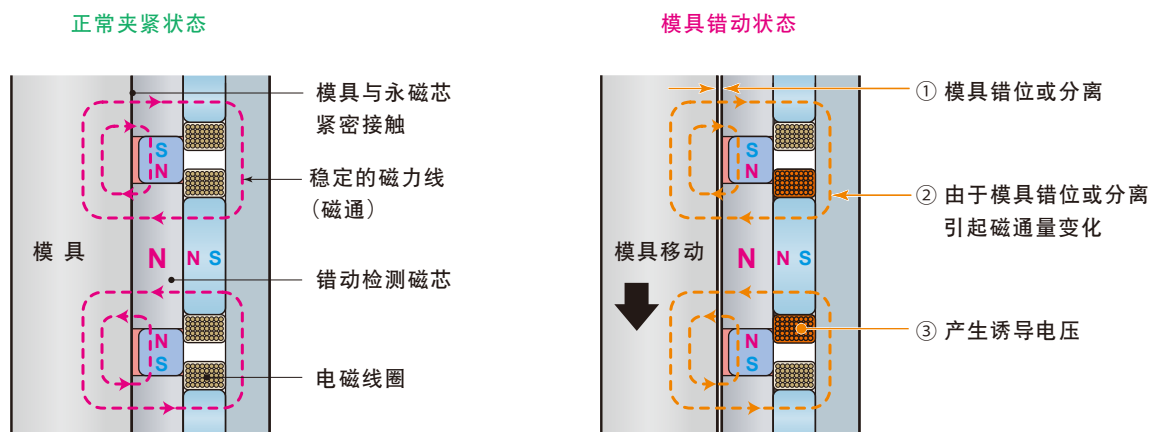 正常夹紧状态
模具与永磁芯
紧密接触
稳定的磁力线
（磁通）
错动检测磁芯
电磁线圈
模 具
S
N
N
N S
N
S
模具错动状态
① 模具错位或分离
② 由于模具错位或分离
引起磁通量变化
③ 产生诱导电压
模具移动
S
N
N
N S
N
S